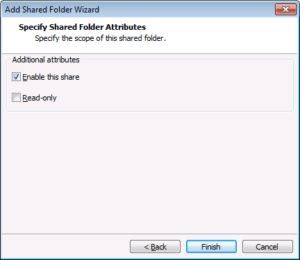 Add Shared Folder Wizard
Specify Shared Folder Attributes
Specify the scope of this shared folder.
Additional attributes
Enable this share
Read-only
< Back Finish Cancel